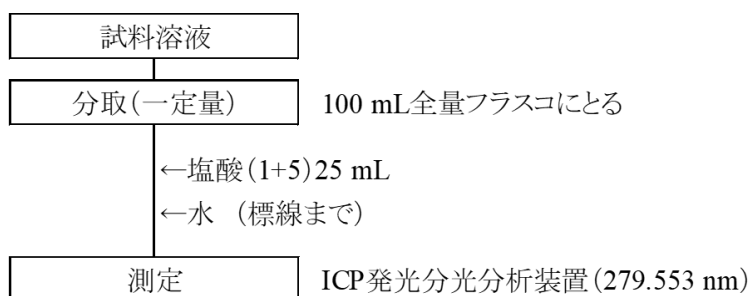 試料溶液
分取(一定量) 100 mL全量フラスコにとる
←塩酸(1+5)25 mL
←水 (標線まで)
測定 ICP発光分光分析装置(279.553 nm)